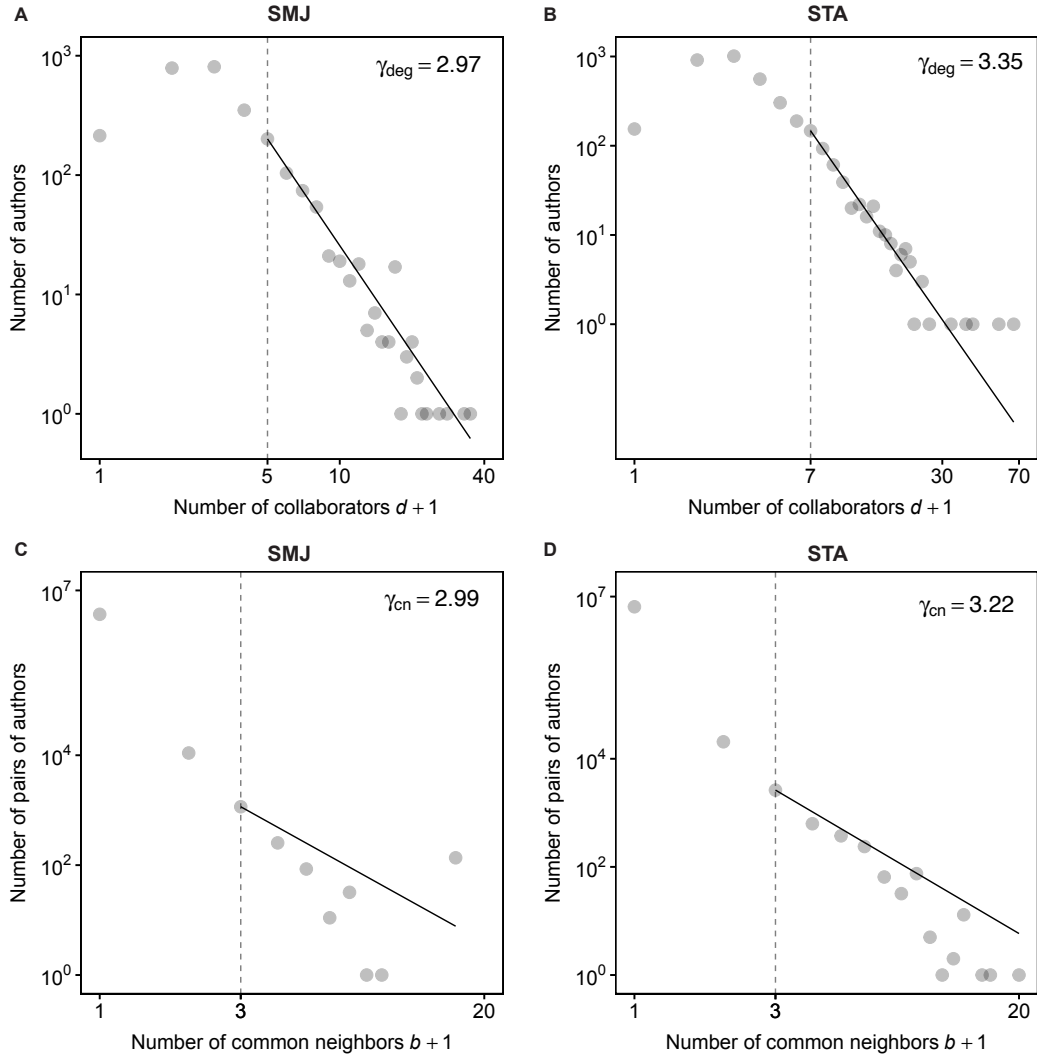 A
SMJ
γdeg = 2.97
Number of authors
10³
10²
10¹
10⁰
1
5
10
40
Number of collaborators d + 1
B
STA
γdeg = 3.35
Number of authors
10³
10²
10¹
10⁰
1
7
30
70
Number of collaborators d + 1
C
SMJ
γcn = 2.99
Number of pairs of authors
10⁷
10⁴
10²
10⁰
1
3
20
Number of common neighbors b + 1
D
STA
γcn = 3.22
Number of pairs of authors
10⁷
10⁴
10²
10⁰
1
3
20
Number of common neighbors b + 1